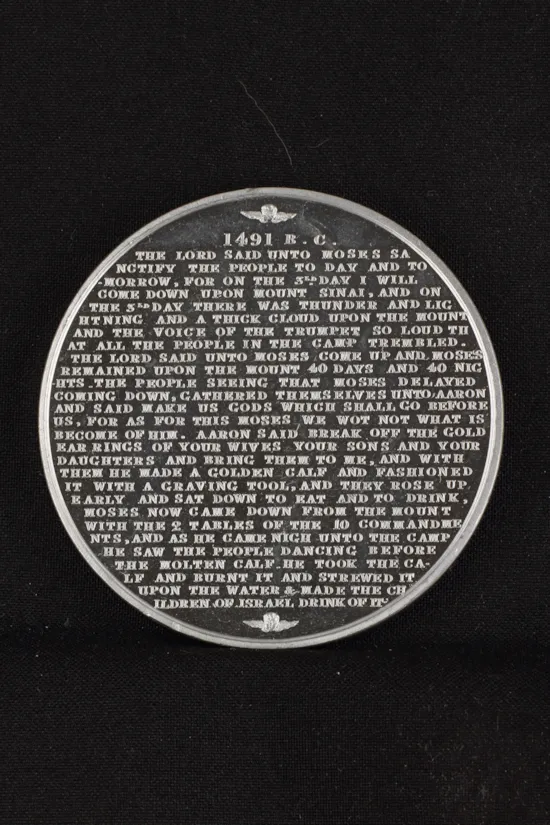 1491 B.C.
THE LORD SAID UNTO MOSES SA
NCTIFY THE PEOPLE TO DAY AND TO
-MORROW, FOR ON THE 3RD DAY I WILL
COME DOWN UPON MOUNT SINAI, AND ON
THE 3RD DAY THERE WAS THUNDER AND LIG
HTNING AND A THICK CLOUD UPON THE MOUNT
AND THE VOICE OF THE TRUMPET SO LOUD TH
AT ALL THE PEOPLE IN THE CAMP TREMBLED.
THE LORD SAID UNTO MOSES COME UP AND MOSES
REMAINED UPON THE MOUNT 40 DAYS AND 40 NIG
HTS. THE PEOPLE SEEING THAT MOSES DELAYED
COMING DOWN, GATHERED THEMSELVES UNTO AARON
AND SAID MAKE US GODS WHICH SHALL GO BEFORE
US, FOR AS FOR THIS MOSES WE WOT NOT WHAT IS
BECOME OF HIM. AARON SAID BREAK OFF THE GOLD
EAR RINGS OF YOUR WIVES YOUR SONS AND YOUR
DAUGHTERS AND BRING THEM TO ME, AND WITH
THEM HE MADE A GOLDEN CALF AND FASHIONED
IT WITH A GRAVING TOOL, AND THEY ROSE UP
EARLY AND SAT DOWN TO EAT AND TO DRINK,
MOSES NOW CAME DOWN FROM THE MOUNT
WITH THE 2 TABLES OF THE 10 COMMANDME
NTS, AND AS HE CAME NIGH UNTO THE CAMP
HE SAW THE PEOPLE DANCING BEFORE
THE MOLTEN CALF. HE TOOK THE CA-
LF AND BURNT IT AND STREWED IT
UPON THE WATER & MADE THE CH
ILDREN OF ISRAEL DRINK OF IT